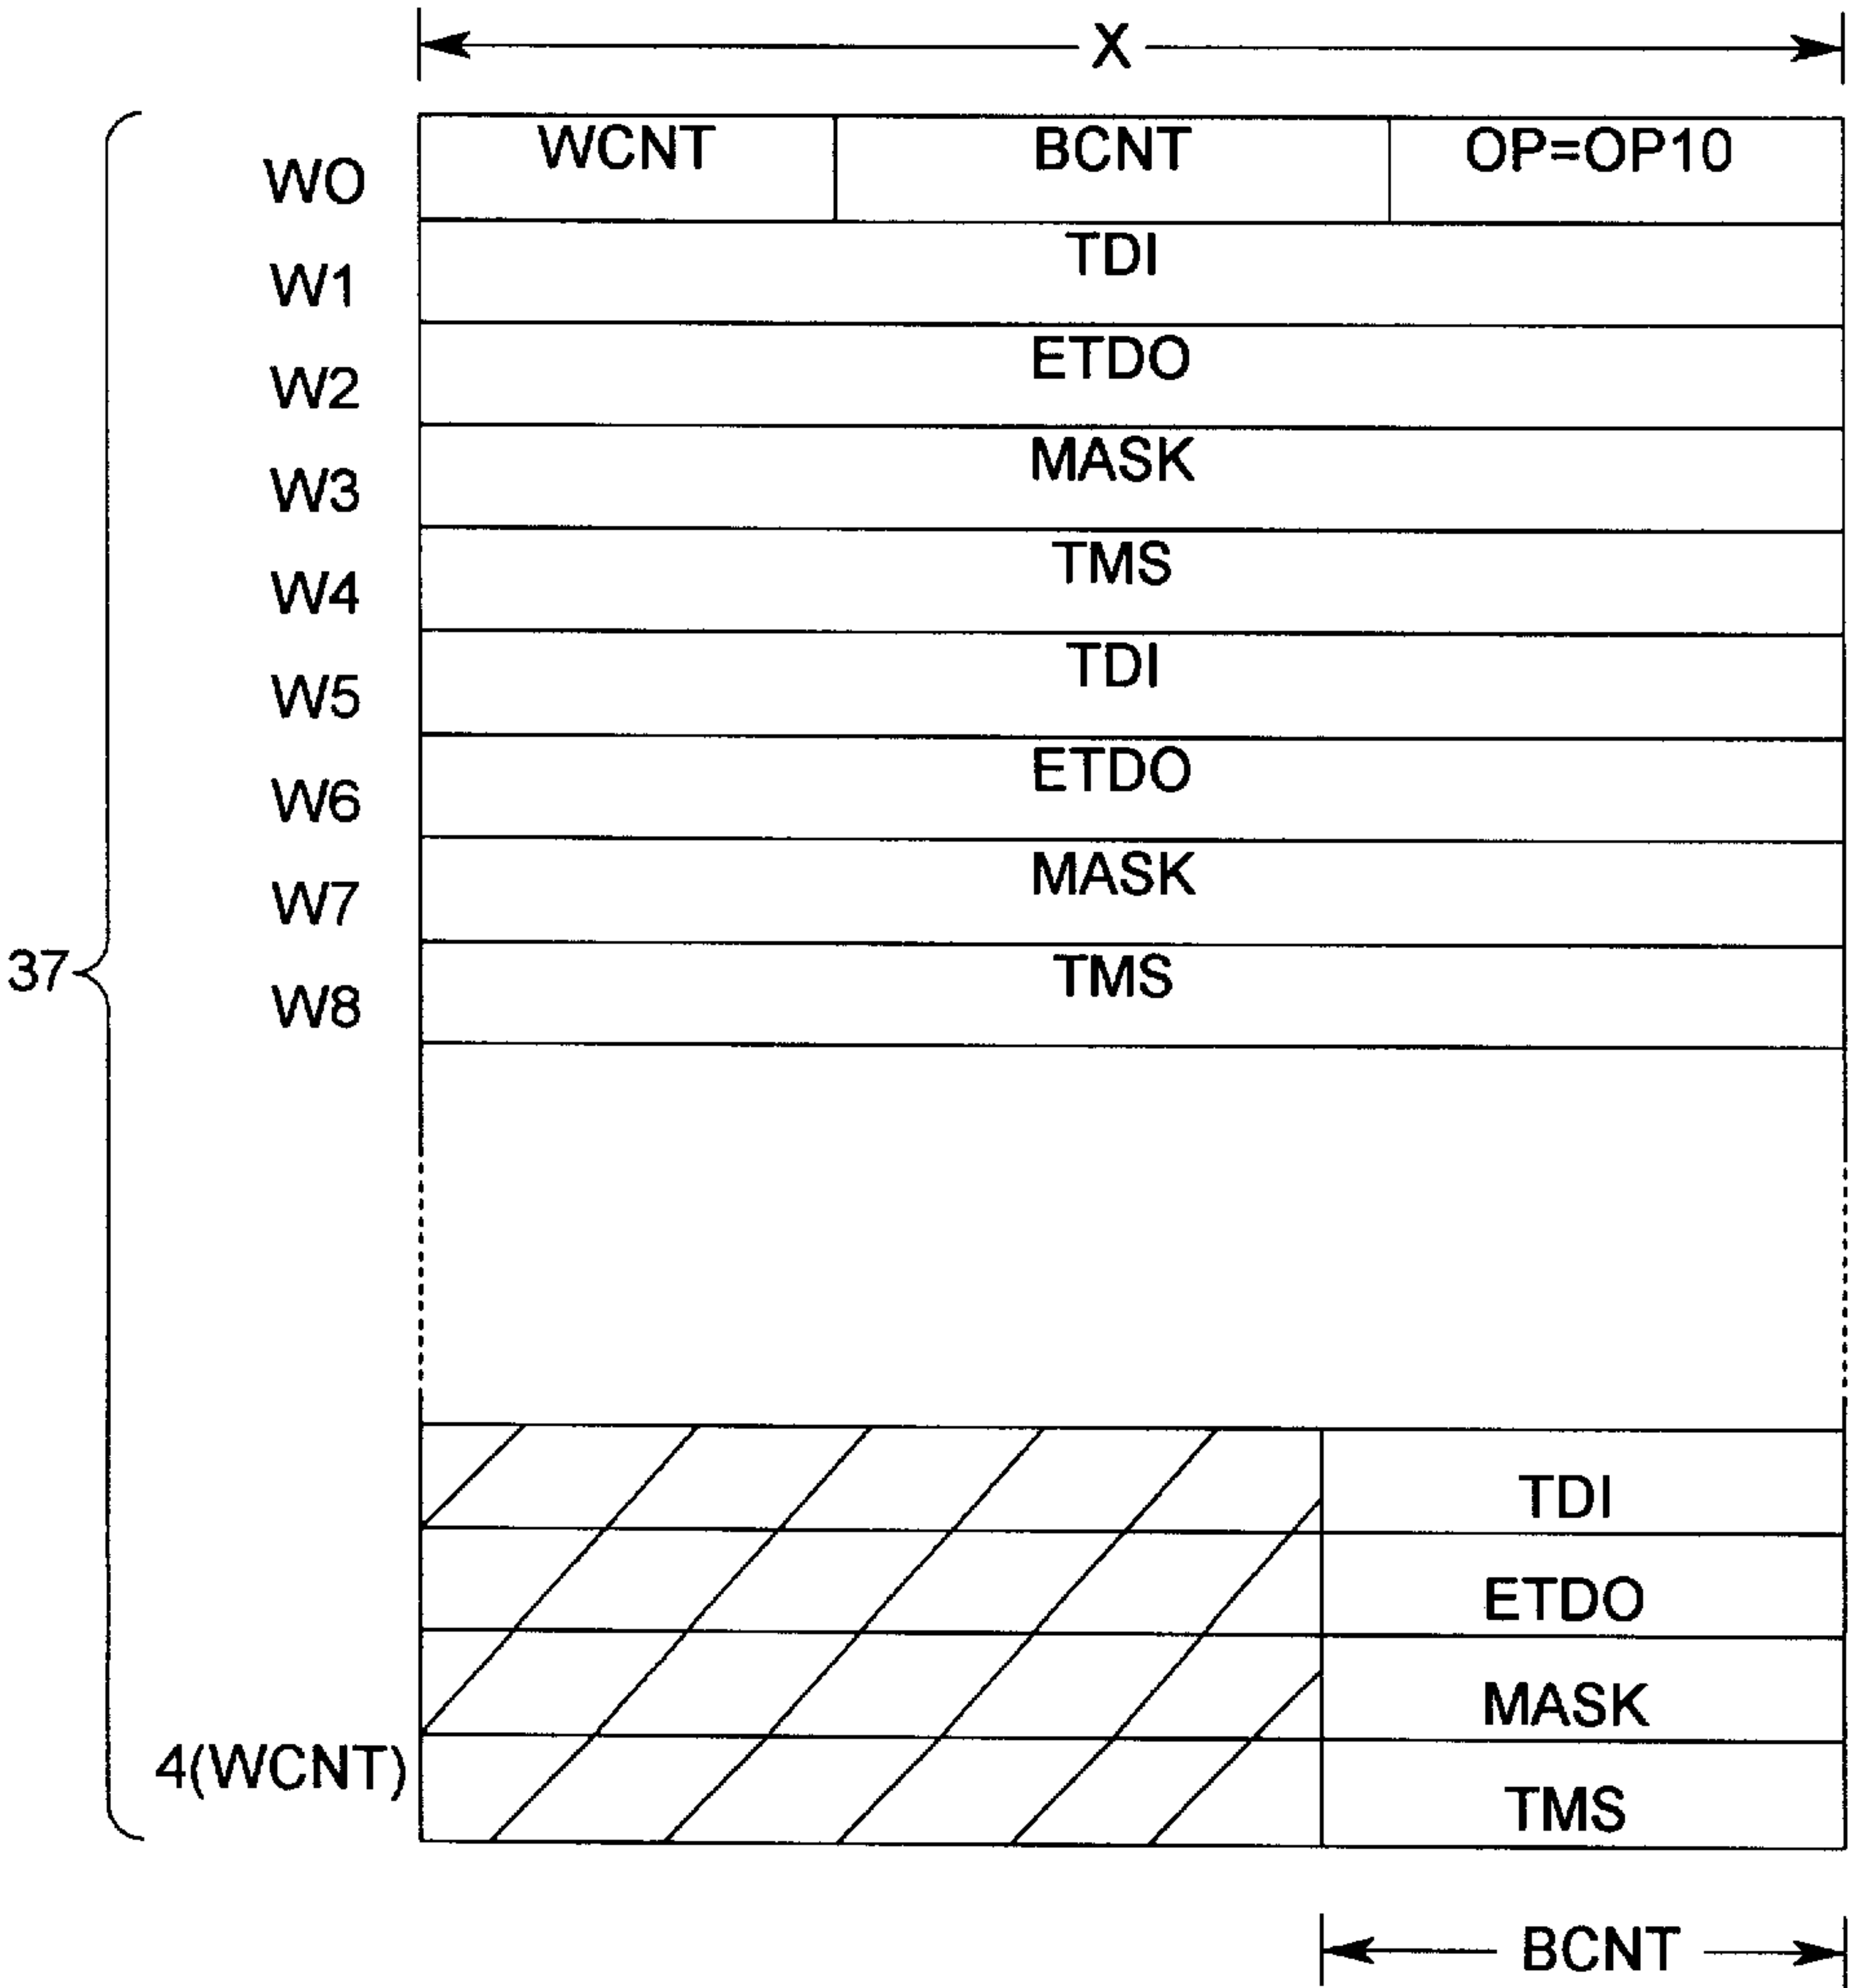 X
WO WCNT BCNT OP=OP10
W1 TDI
W2 ETDO
W3 MASK
W4 TMS
W5 TDI
W6 ETDO
W7 MASK
37
W8 TMS
TDI
ETDO
MASK
4(WCNT) TMS
BCNT